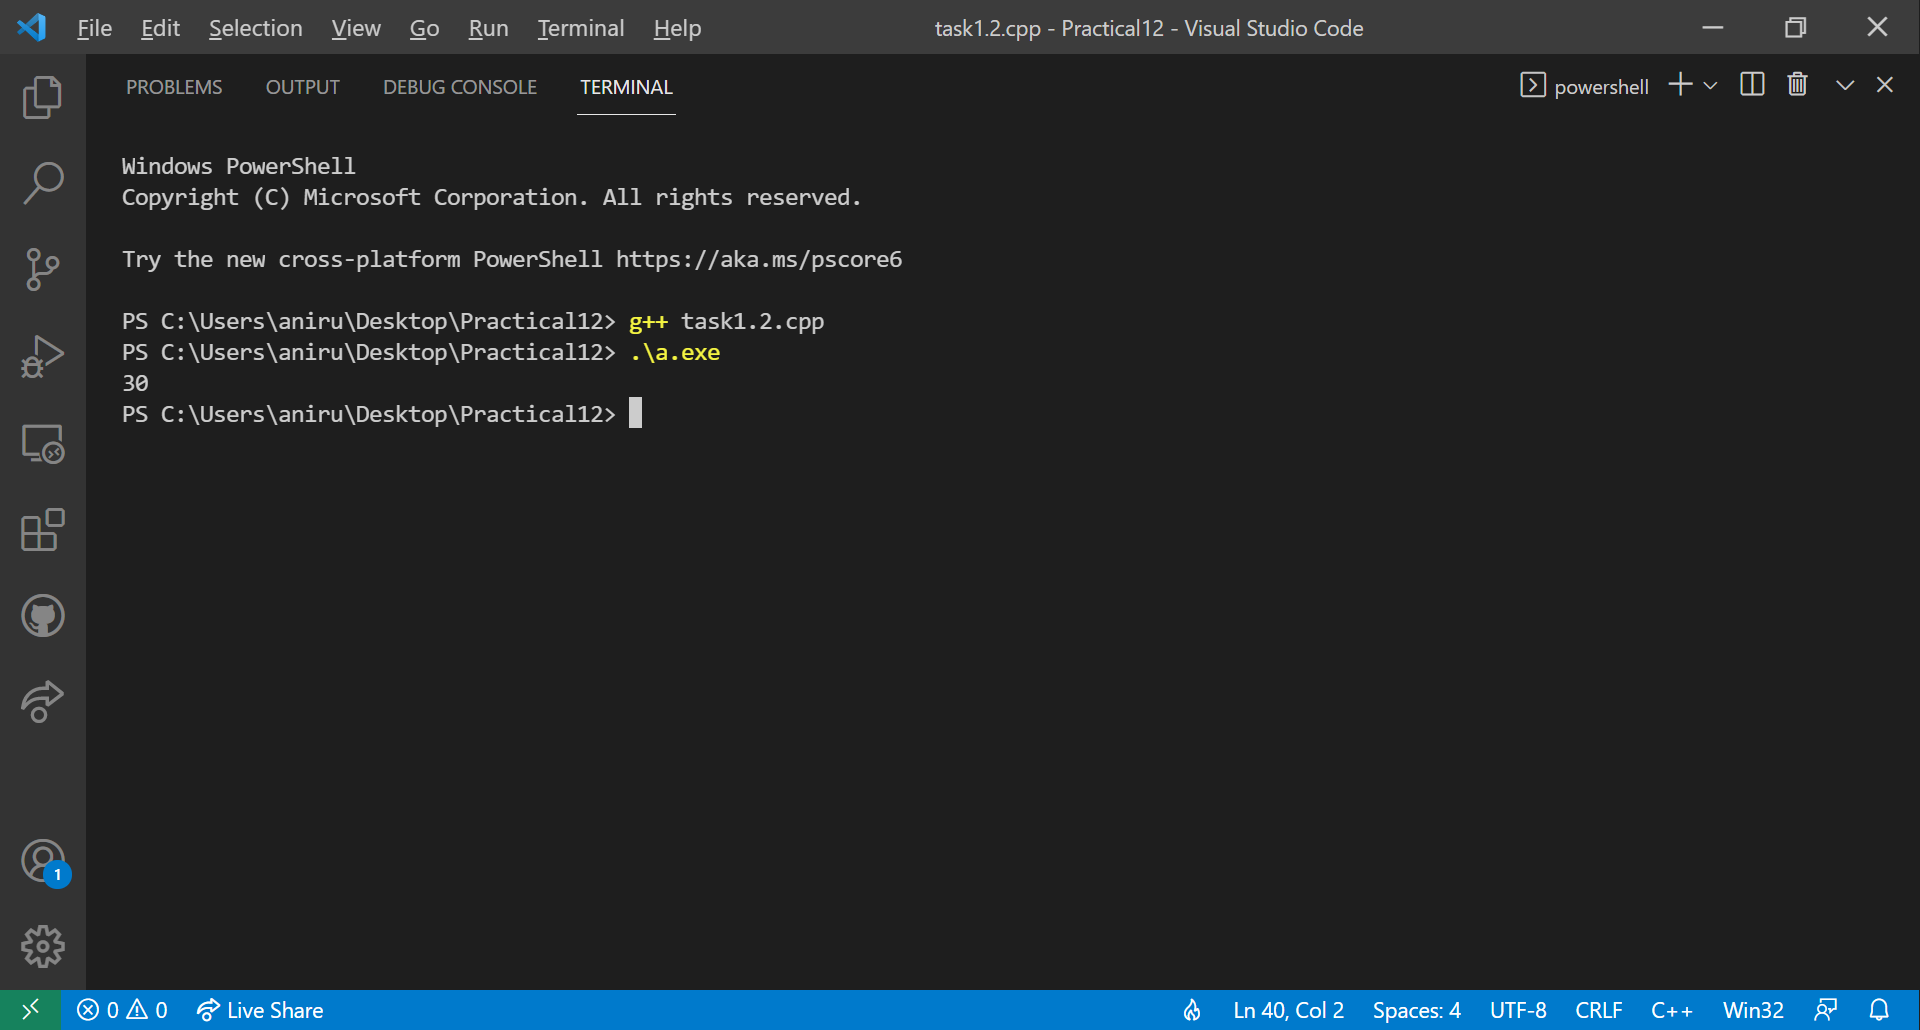 File Edit Selection View Go Run Terminal Help task1.2.cpp - Practical12 - Visual Studio Code
PROBLEMS OUTPUT DEBUG CONSOLE TERMINAL powershell
Windows PowerShell
Copyright (C) Microsoft Corporation. All rights reserved.
Try the new cross-platform PowerShell https://aka.ms/pscore6
PS C:\Users\aniru\Desktop\Practical12> g++ task1.2.cpp
PS C:\Users\aniru\Desktop\Practical12> .\a.exe
30
PS C:\Users\aniru\Desktop\Practical12>
1
0 0 Live Share Ln 40, Col 2 Spaces: 4 UTF-8 CRLF C++ Win32